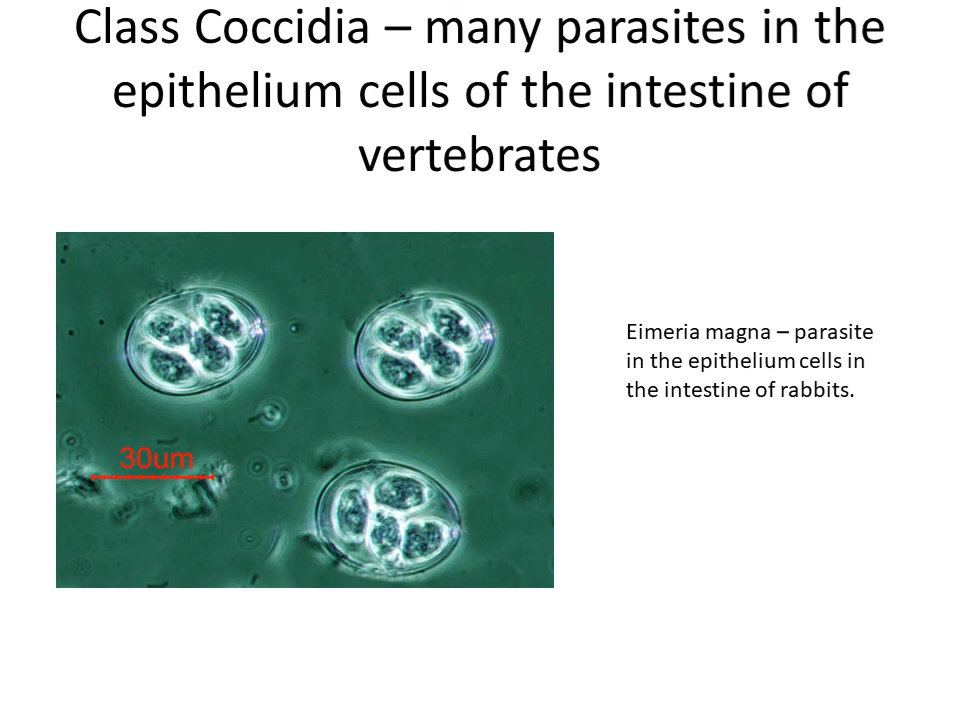 Class Coccidia – many parasites in the
epithelium cells of the intestine of
vertebrates
30um
Eimeria magna – parasite
in the epithelium cells in
the intestine of rabbits.